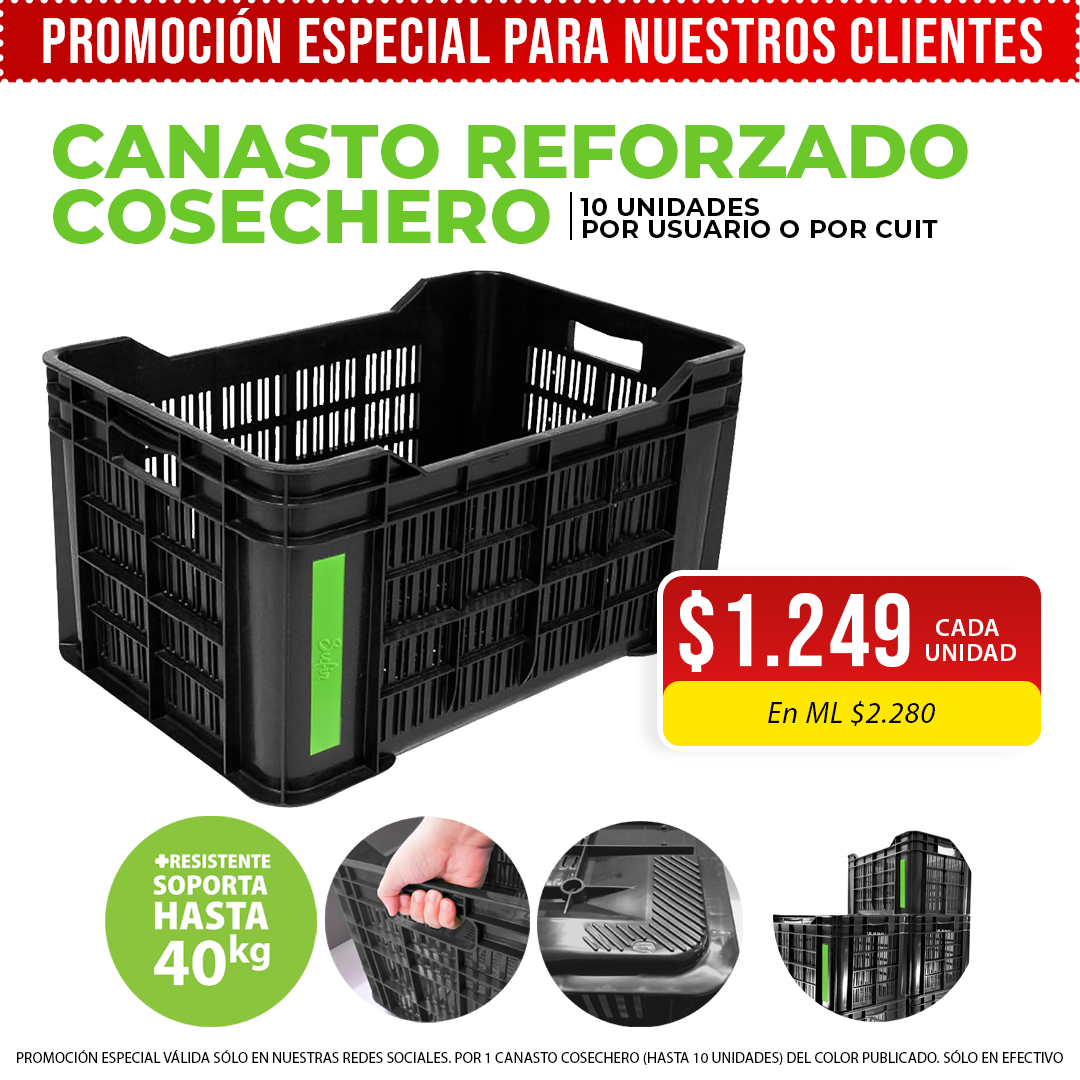 PROMOCIÓN ESPECIAL PARA NUESTROS CLIENTES
CANASTO REFORZADO
COSECHERO
10 UNIDADES
POR USUARIO O POR CUIT
Sufin
$1.249 CADA
UNIDAD
En ML $2.280
+RESISTENTE
SOPORTA
HASTA
40kg
PROMOCIÓN ESPECIAL VÁLIDA SÓLO EN NUESTRAS REDES SOCIALES. POR 1 CANASTO COSECHERO (HASTA 10 UNIDADES) DEL COLOR PUBLICADO. SÓLO EN EFECTIVO